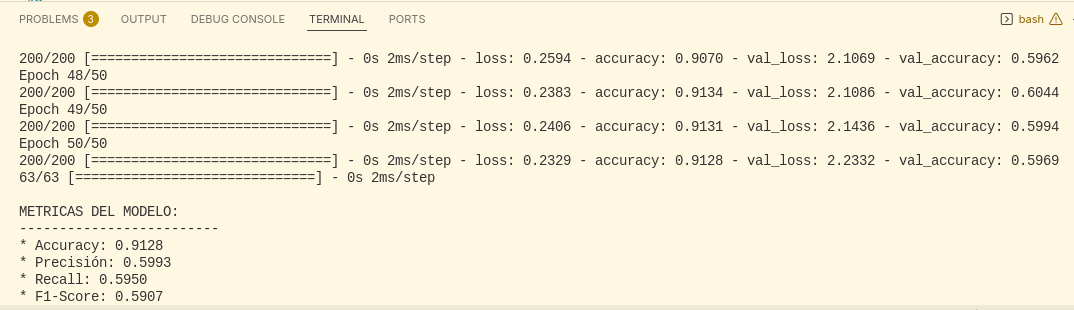 PROBLEMS 3 OUTPUT DEBUG CONSOLE TERMINAL PORTS bash
200/200 [==============================] - 0s 2ms/step - loss: 0.2594 - accuracy: 0.9070 - val_loss: 2.1069 - val_accuracy: 0.5962
Epoch 48/50
200/200 [==============================] - 0s 2ms/step - loss: 0.2383 - accuracy: 0.9134 - val_loss: 2.1086 - val_accuracy: 0.6044
Epoch 49/50
200/200 [==============================] - 0s 2ms/step - loss: 0.2406 - accuracy: 0.9131 - val_loss: 2.1436 - val_accuracy: 0.5994
Epoch 50/50
200/200 [==============================] - 0s 2ms/step - loss: 0.2329 - accuracy: 0.9128 - val_loss: 2.2332 - val_accuracy: 0.5969
63/63 [==============================] - 0s 2ms/step
METRICAS DEL MODELO:
-------------------------
* Accuracy: 0.9128
* Precisión: 0.5993
* Recall: 0.5950
* F1-Score: 0.5907